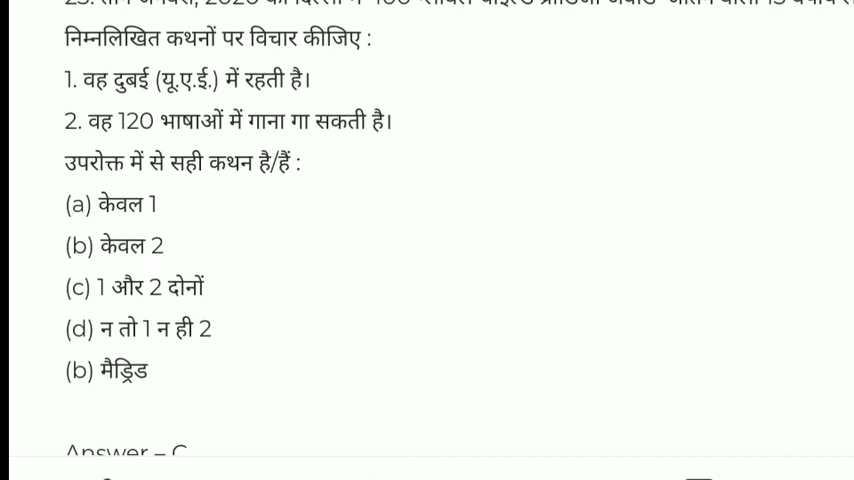 निम्नलिखित कथनों पर विचार कीजिए :
1. वह दुबई (यू.ए.ई.) में रहती है।
2. वह 120 भाषाओं में गाना गा सकती है।
उपरोक्त में से सही कथन है/हैं :
(a) केवल 1
(b) केवल 2
(c) 1 और 2 दोनों
(d) न तो 1 न ही 2
(b) मैड्रिड
Answer – C